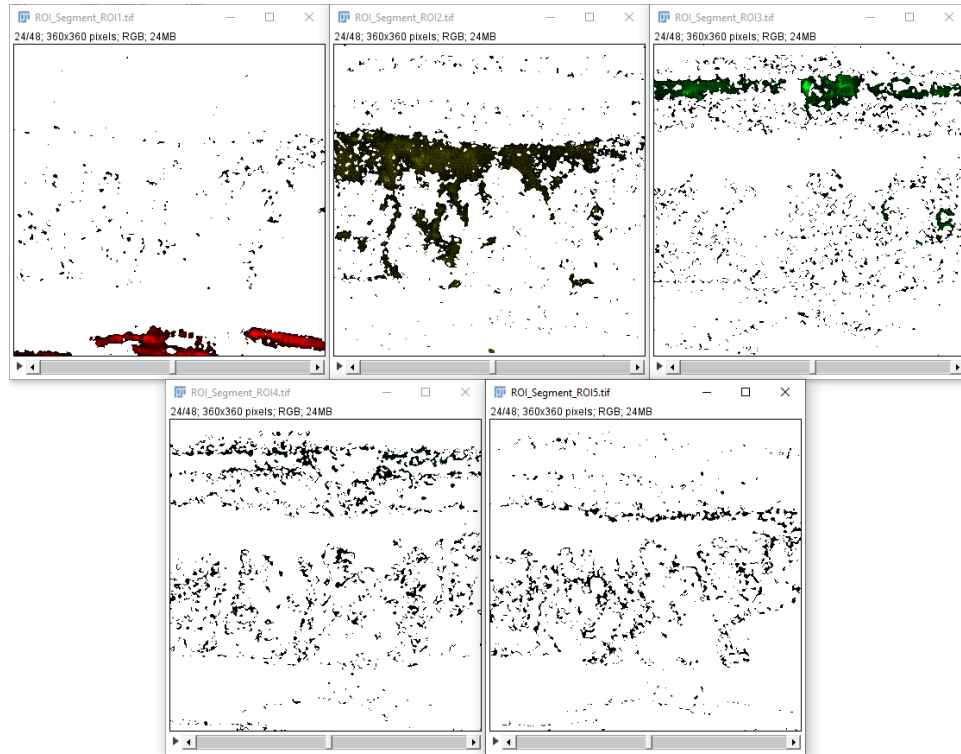 ROI_Segment_ROI1.tif
24/48; 360x360 pixels; RGB; 24MB
ROI_Segment_ROI2.tif
24/48; 360x360 pixels; RGB; 24MB
ROI_Segment_ROI3.tif
24/48; 360x360 pixels; RGB; 24MB
ROI_Segment_ROI4.tif
24/48; 360x360 pixels; RGB; 24MB
ROI_Segment_ROI5.tif
24/48; 360x360 pixels; RGB; 24MB